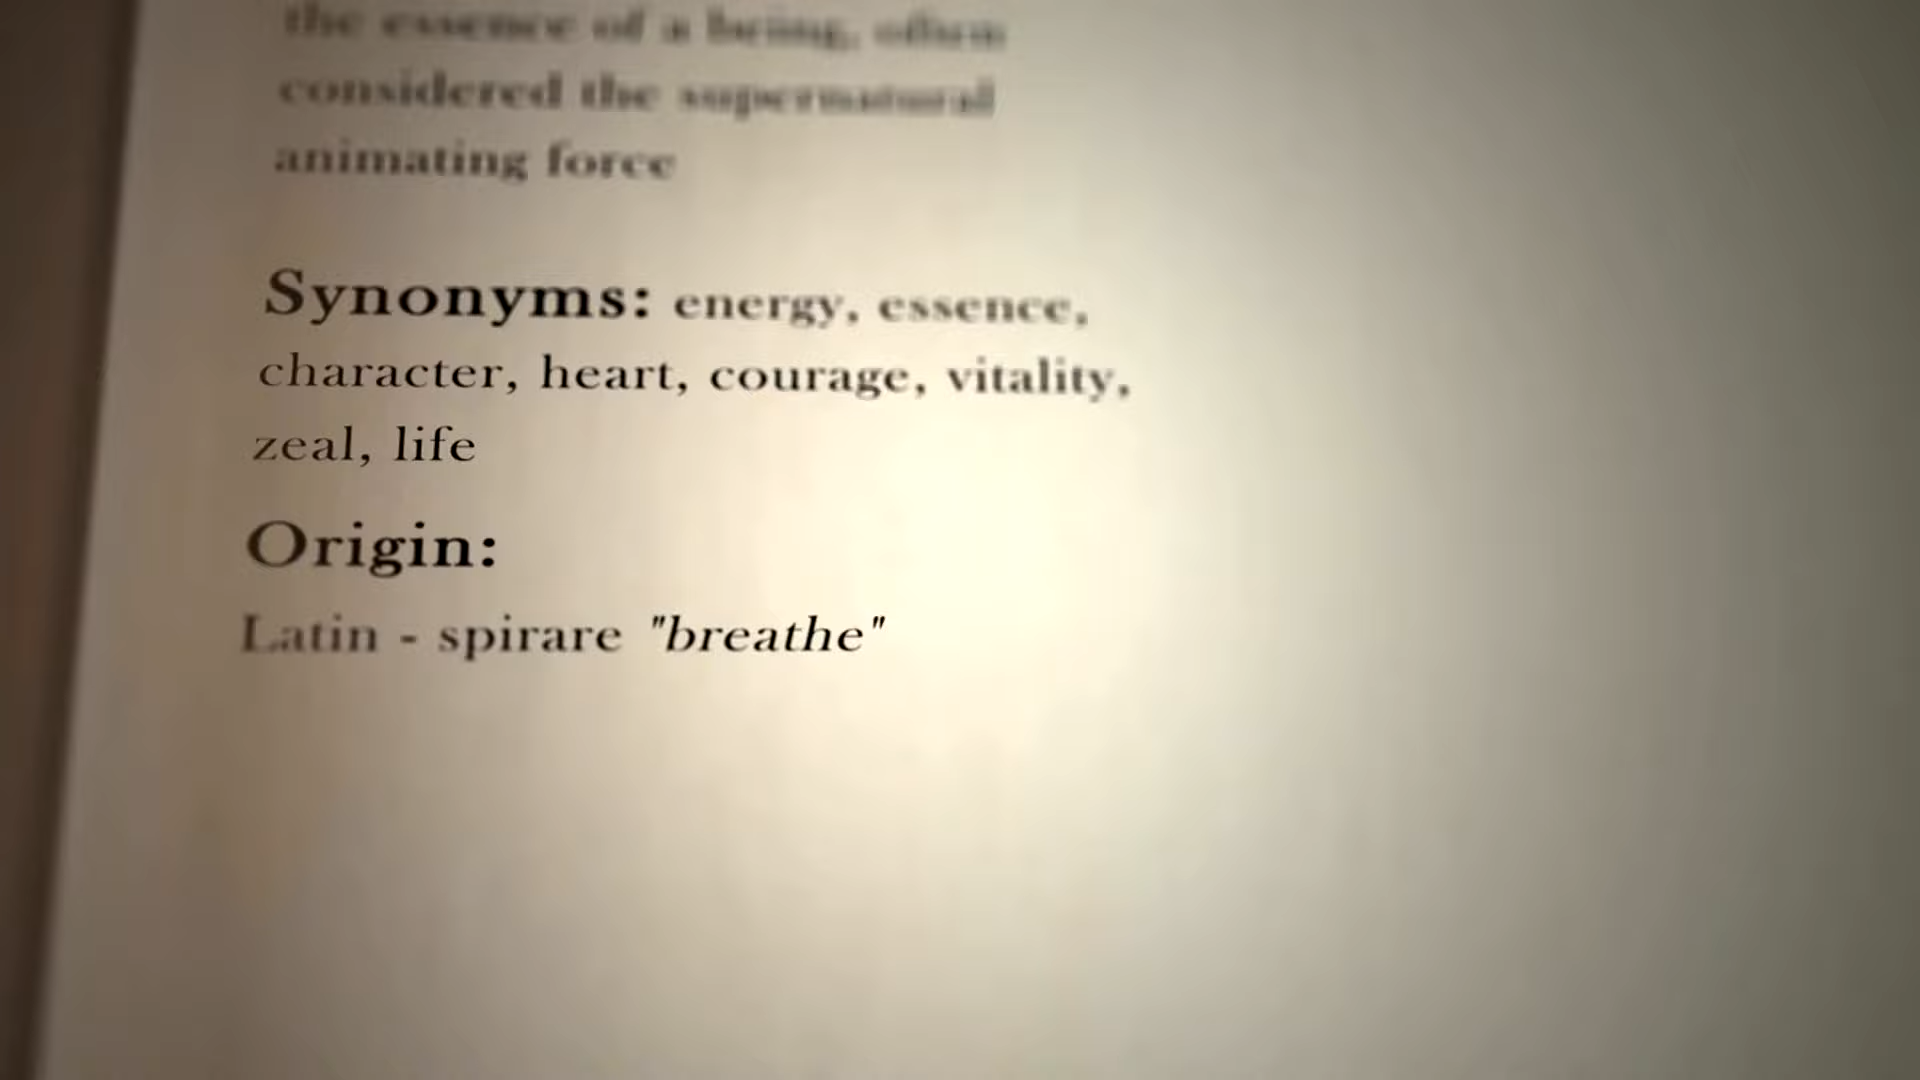 the essence of a being, often
considered the supernatural
animating force
Synonyms: energy, essence,
character, heart, courage, vitality,
zeal, life
Origin:
Latin - spirare "breathe"